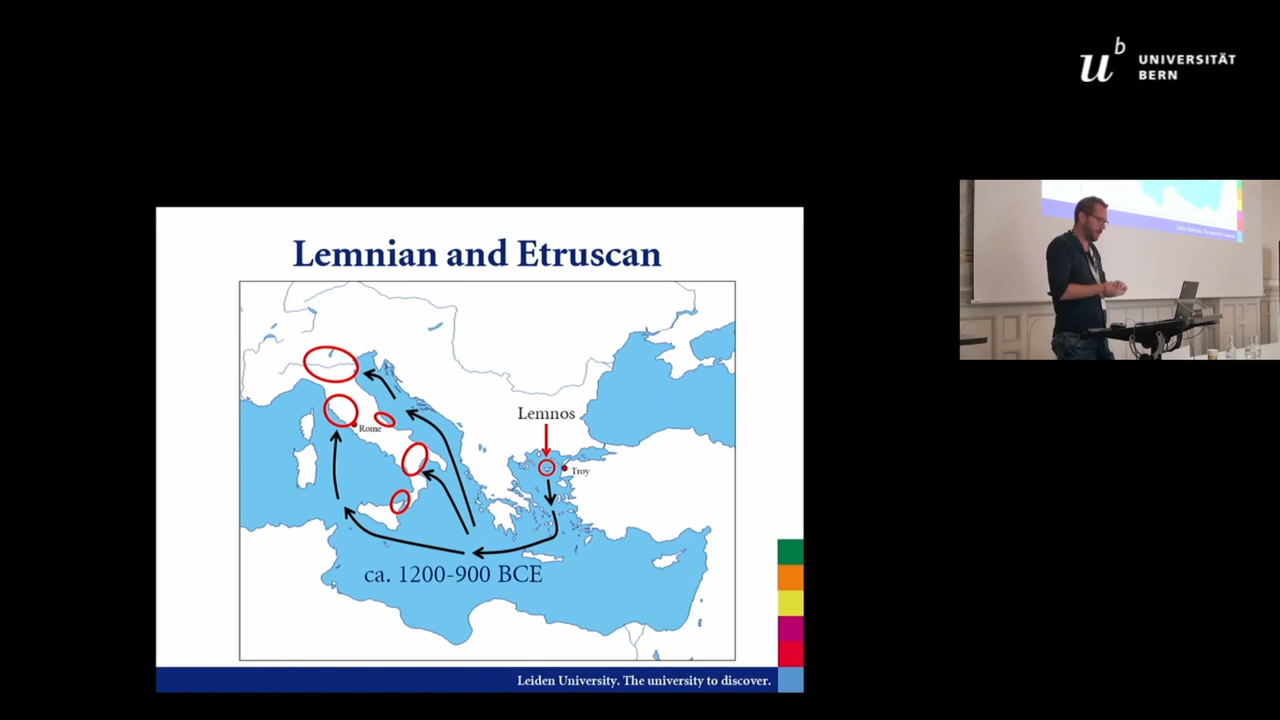 u^b UNIVERSITÄT
BERN
Lemnian and Etruscan
Lemnos
Rome
Troy
ca. 1200-900 BCE
Leiden University. The university to discover.